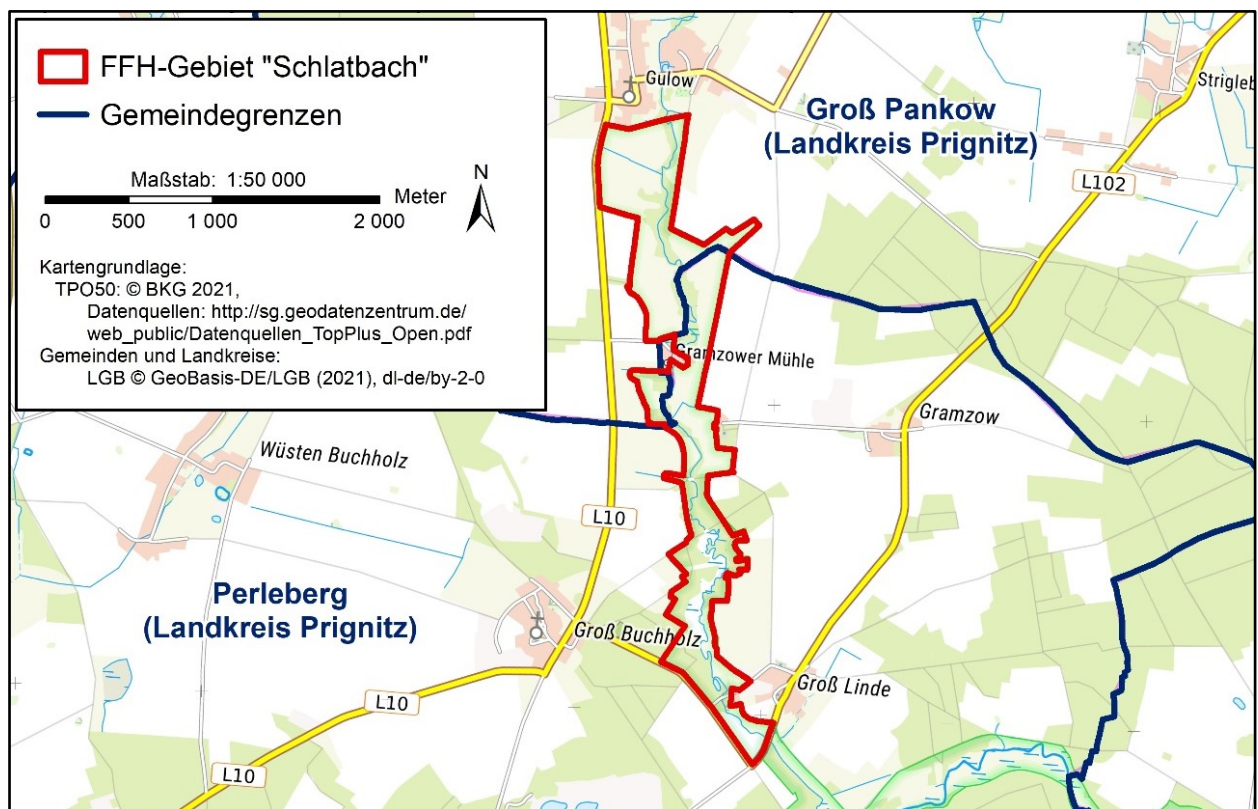 FFH-Gebiet "Schlatbach"
Gemeindegrenzen
Maßstab: 1:50 000
Meter
0 500 1 000 2 000
N
Kartengrundlage:
TPO50: © BKG 2021,
Datenquellen: http://sg.geodatenzentrum.de/
web_public/Datenquellen_TopPlus_Open.pdf
Gemeinden und Landkreise:
LGB © GeoBasis-DE/LGB (2021), dl-de/by-2-0
Gulow
Strigleb
Groß Pankow
(Landkreis Prignitz)
L102
Gramzower Mühle
Gramzow
Wüsten Buchholz
L10
Perleberg
(Landkreis Prignitz)
Groß Buchholz
Groß Linde
L10
L10